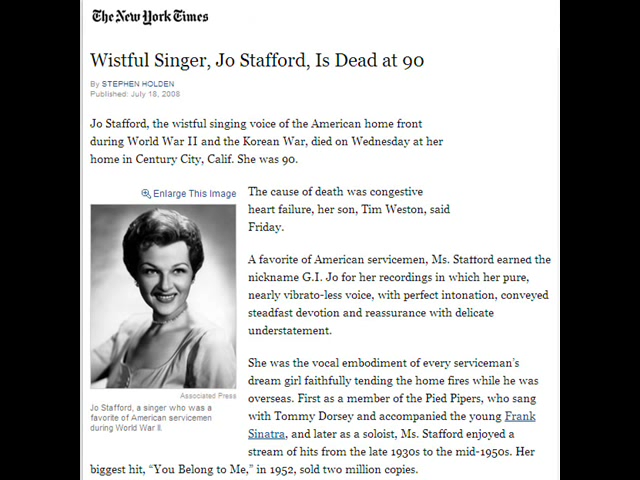 The New York Times
Wistful Singer, Jo Stafford, Is Dead at 90
By STEPHEN HOLDEN
Published: July 18, 2008
Jo Stafford, the wistful singing voice of the American home front
during World War II and the Korean War, died on Wednesday at her
home in Century City, Calif. She was 90.
Enlarge This Image
Associated Press
Jo Stafford, a singer who was a
favorite of American servicemen
during World War II.
The cause of death was congestive
heart failure, her son, Tim Weston, said
Friday.
A favorite of American servicemen, Ms. Stafford earned the
nickname G.I. Jo for her recordings in which her pure,
nearly vibrato-less voice, with perfect intonation, conveyed
steadfast devotion and reassurance with delicate
understatement.
She was the vocal embodiment of every serviceman's
dream girl faithfully tending the home fires while he was
overseas. First as a member of the Pied Pipers, who sang
with Tommy Dorsey and accompanied the young Frank
Sinatra, and later as a soloist, Ms. Stafford enjoyed a
stream of hits from the late 1930s to the mid-1950s. Her
biggest hit, “You Belong to Me,” in 1952, sold two million copies.